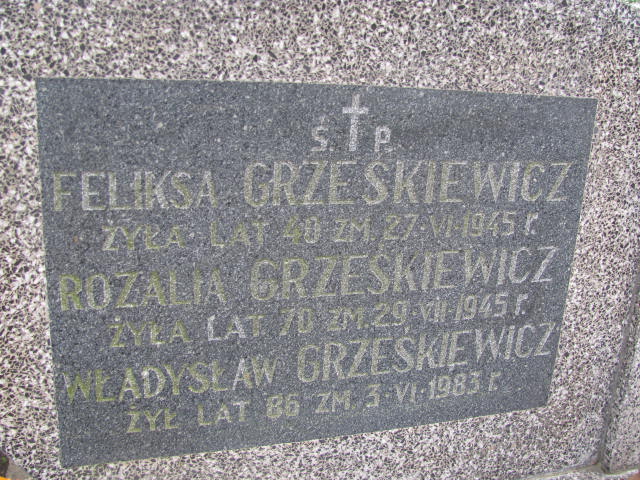 Ś. † P.
FELIKSA GRZEŚKIEWICZ
ŻYŁA LAT 40 ZM. 27·VI·1945 r.
ROZALIA GRZEŚKIEWICZ
ŻYŁA LAT 70 ZM. 29·VII·1945 r.
WŁADYSŁAW GRZEŚKIEWICZ
ŻYŁ LAT 86 ZM. 3·VI·1983 r.